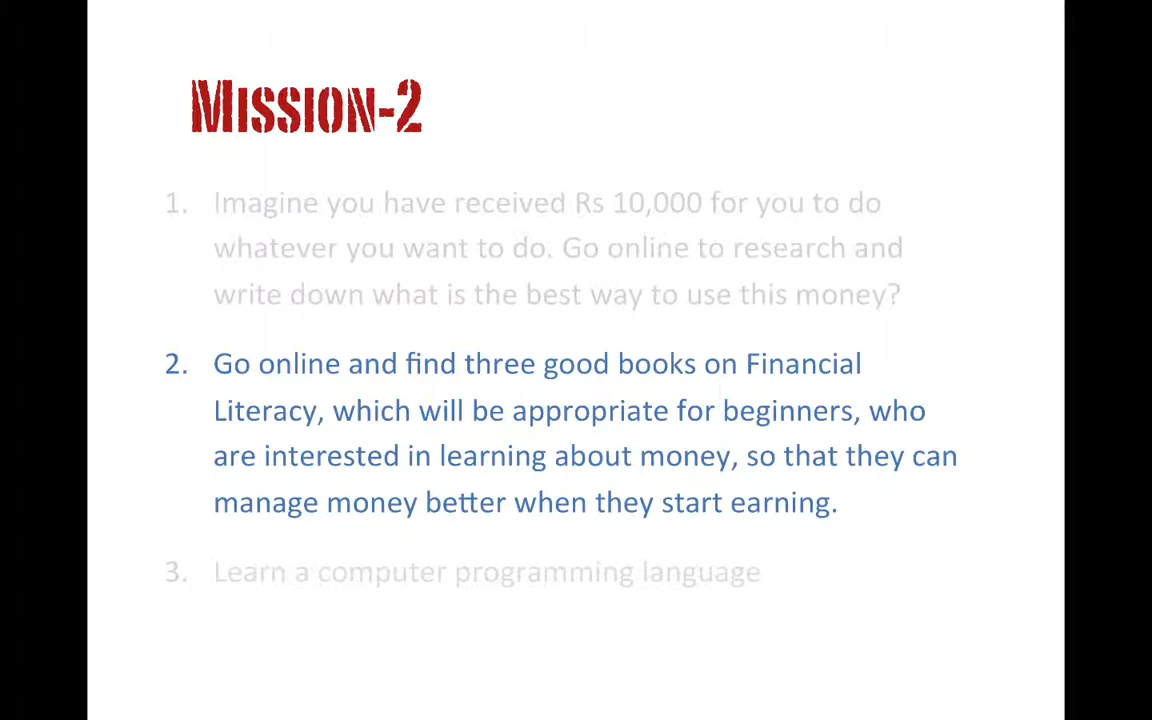 Mission-2
1. Imagine you have received Rs 10,000 for you to do
whatever you want to do. Go online to research and
write down what is the best way to use this money?
2. Go online and find three good books on Financial
Literacy, which will be appropriate for beginners, who
are interested in learning about money, so that they can
manage money better when they start earning.
3. Learn a computer programming language